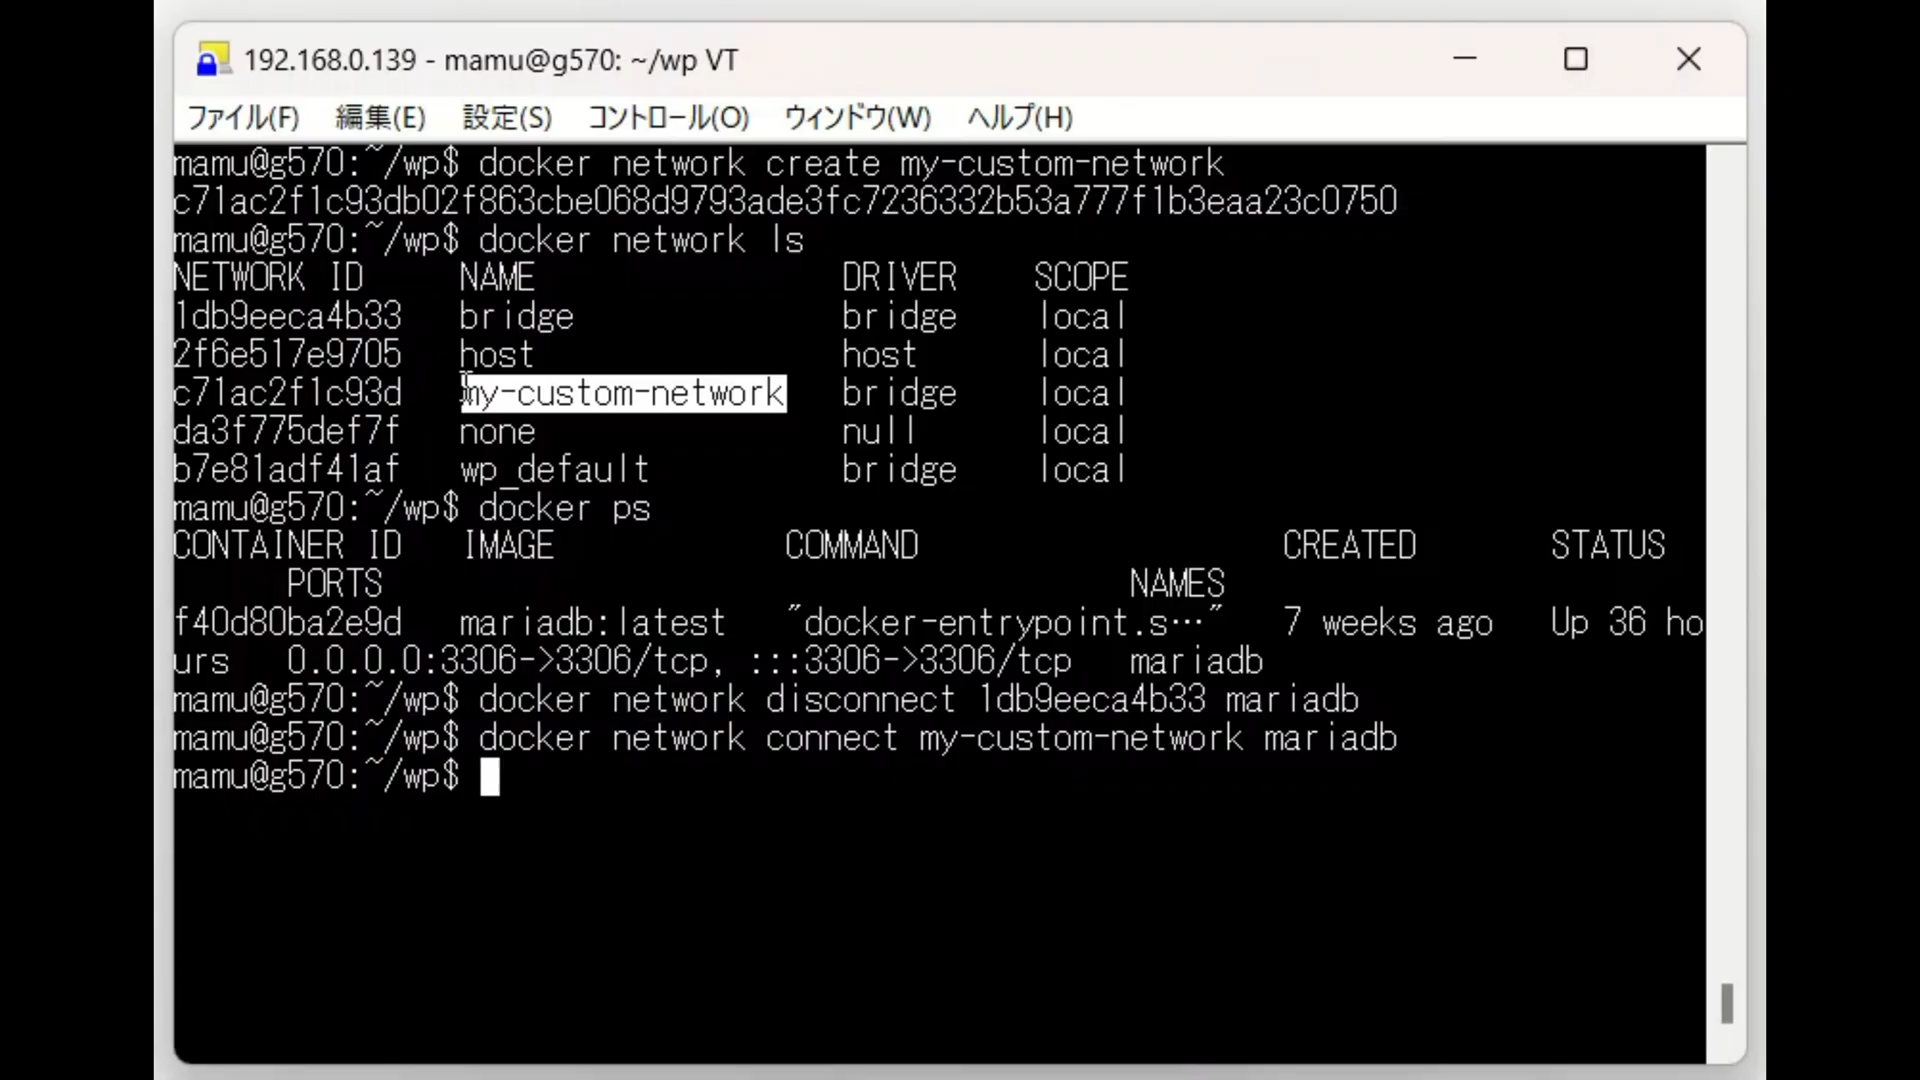 192.168.0.139 - mamu@g570: ~/wp VT
ファイル(F) 編集(E) 設定(S) コントロール(O) ウィンドウ(W) ヘルプ(H)
mamu@g570:~/wp$ docker network create my-custom-network
c71ac2f1c93db02f863cbe068d9793ade3fc7236332b53a777f1b3eaa23c0750
mamu@g570:~/wp$ docker network ls
NETWORK ID   NAME                DRIVER    SCOPE
1db9eeca4b33   bridge              bridge    local
2f6e517e9705   host                host      local
c71ac2f1c93d   my-custom-network   bridge    local
da3f775def7f   none                null      local
b7e81adf41af   wp_default          bridge    local
mamu@g570:~/wp$ docker ps
CONTAINER ID   IMAGE            COMMAND                   CREATED       STATUS
      PORTS                                       NAMES
f40d80ba2e9d   mariadb:latest   "docker-entrypoint.s…"   7 weeks ago   Up 36 ho
urs   0.0.0.0:3306->3306/tcp, :::3306->3306/tcp   mariadb
mamu@g570:~/wp$ docker network disconnect 1db9eeca4b33 mariadb
mamu@g570:~/wp$ docker network connect my-custom-network mariadb
mamu@g570:~/wp$